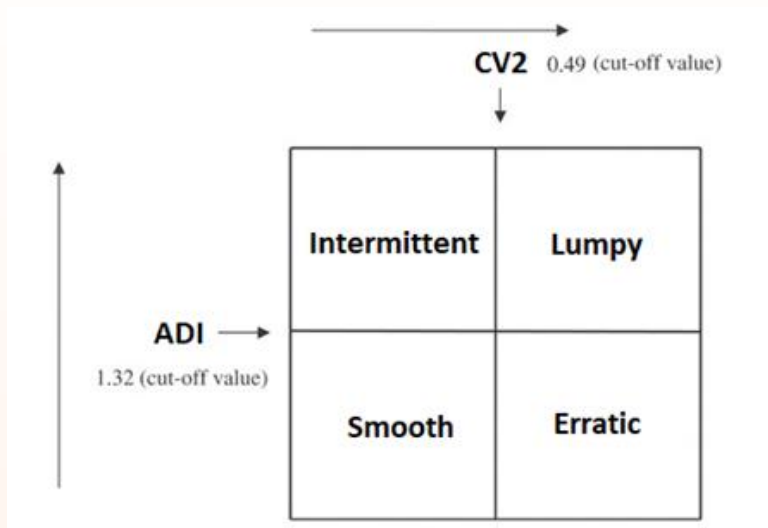 CV2 0.49 (cut-off value)
Intermittent Lumpy
ADI
1.32 (cut-off value)
Smooth Erratic